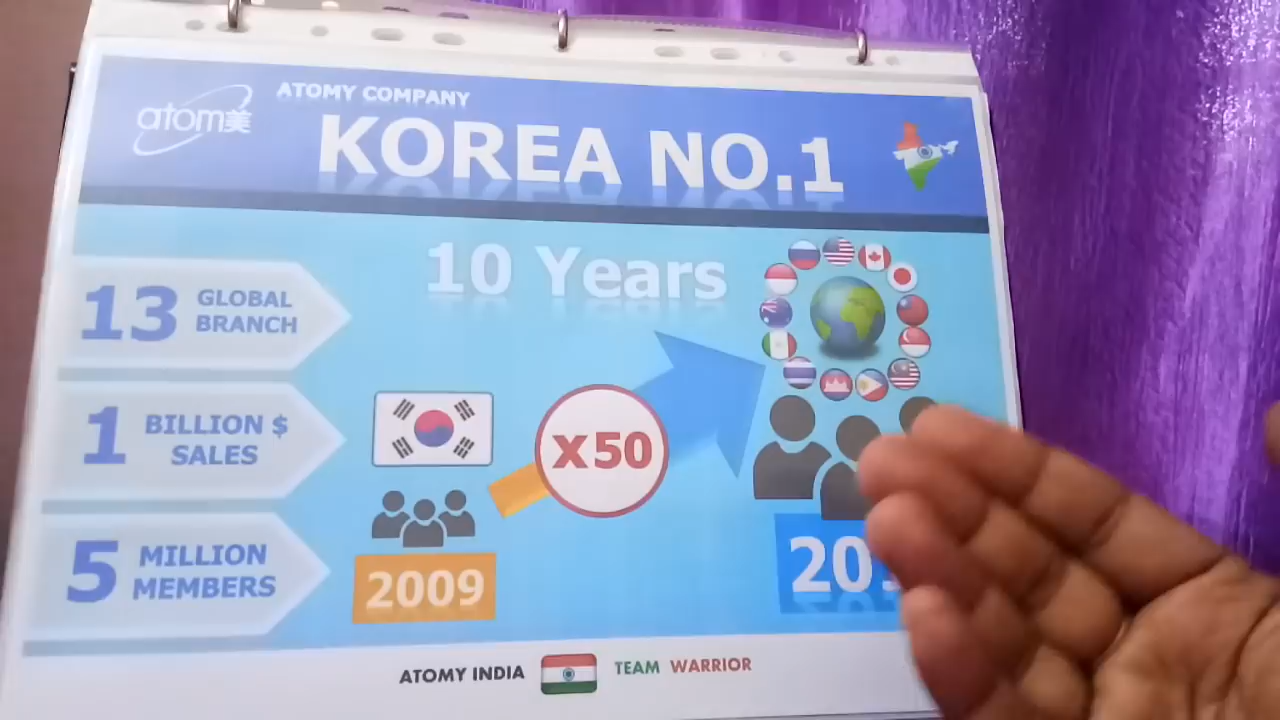 atom美
ATOMY COMPANY
KOREA NO.1
10 Years
13
GLOBAL
BRANCH
1
BILLION $
SALES
5
MILLION
MEMBERS
X50
2009
ATOMY INDIA
TEAM WARRIOR